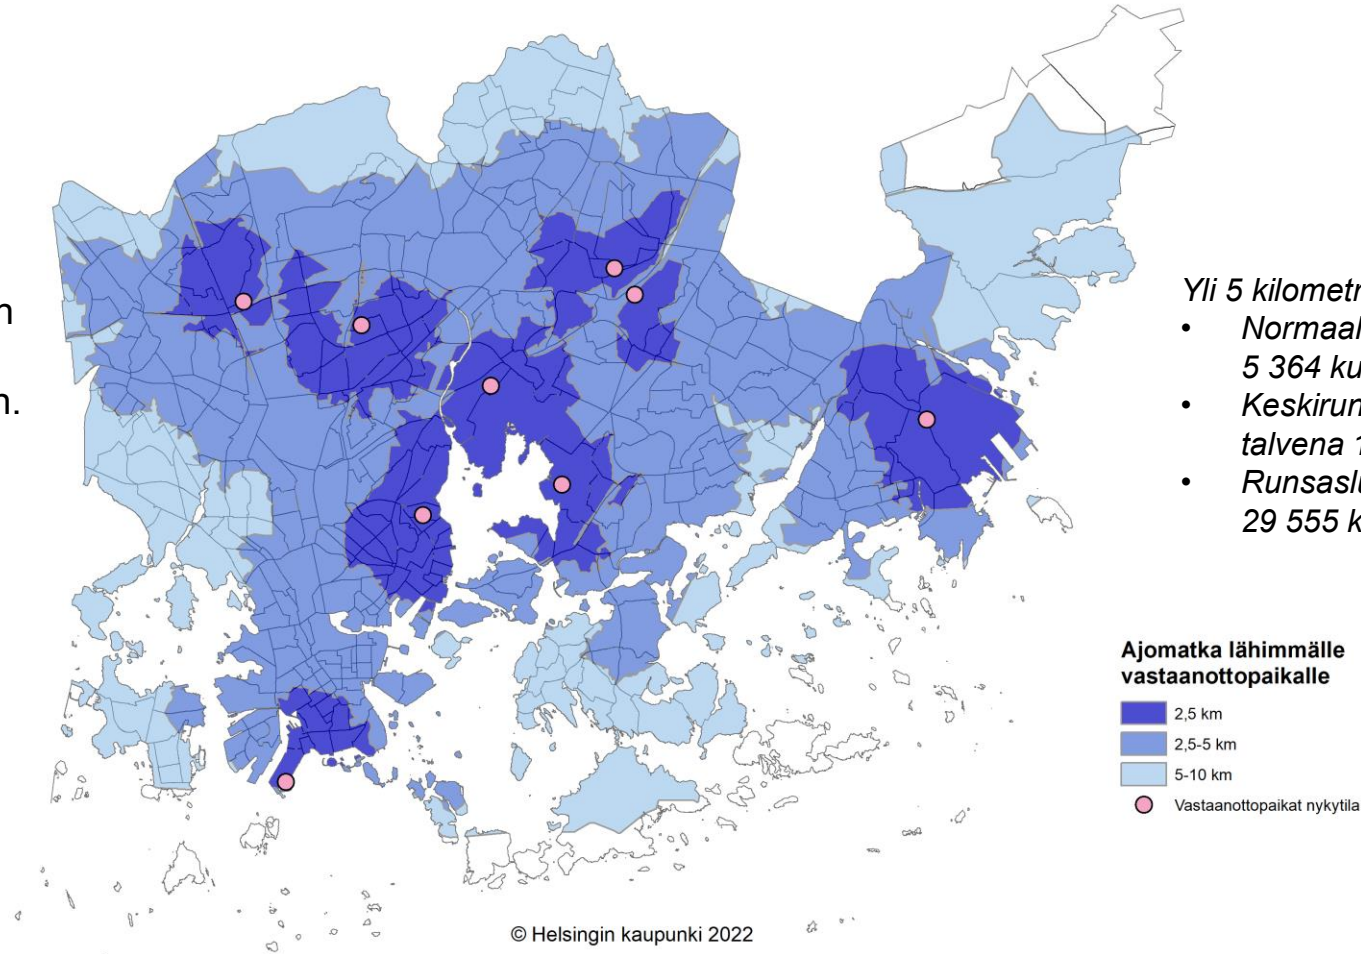 n
n.
Yli 5 kilometr
• Normaal
5 364 ku
• Keskirun
talvena 1
• Runsaslu
29 555 k
Ajomatka lähimmälle
vastaanottopaikalle
2,5 km
2,5-5 km
5-10 km
Vastaanottopaikat nykytila
© Helsingin kaupunki 2022